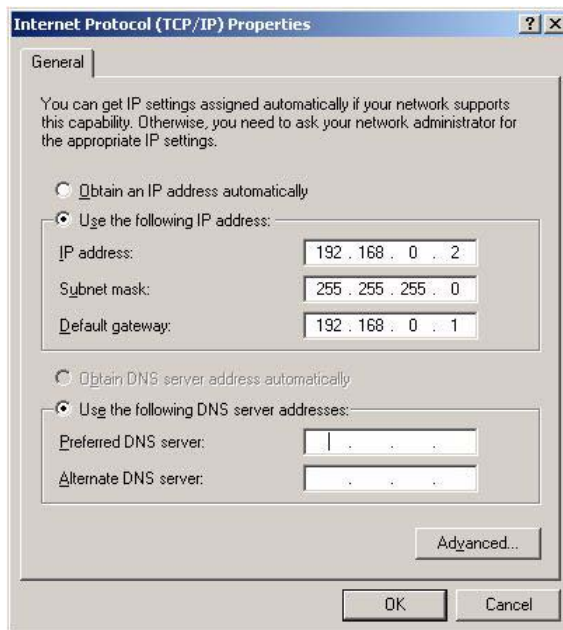 Internet Protocol (TCP/IP) Properties
General
You can get IP settings assigned automatically if your network supports
this capability. Otherwise, you need to ask your network administrator for
the appropriate IP settings.
Obtain an IP address automatically
Use the following IP address:
IP address: 192 . 168 . 0 . 2
Subnet mask: 255 . 255 . 255 . 0
Default gateway: 192 . 168 . 0 . 1
Obtain DNS server address automatically
Use the following DNS server addresses:
Preferred DNS server: . . .
Alternate DNS server: . . .
Advanced...
OK Cancel